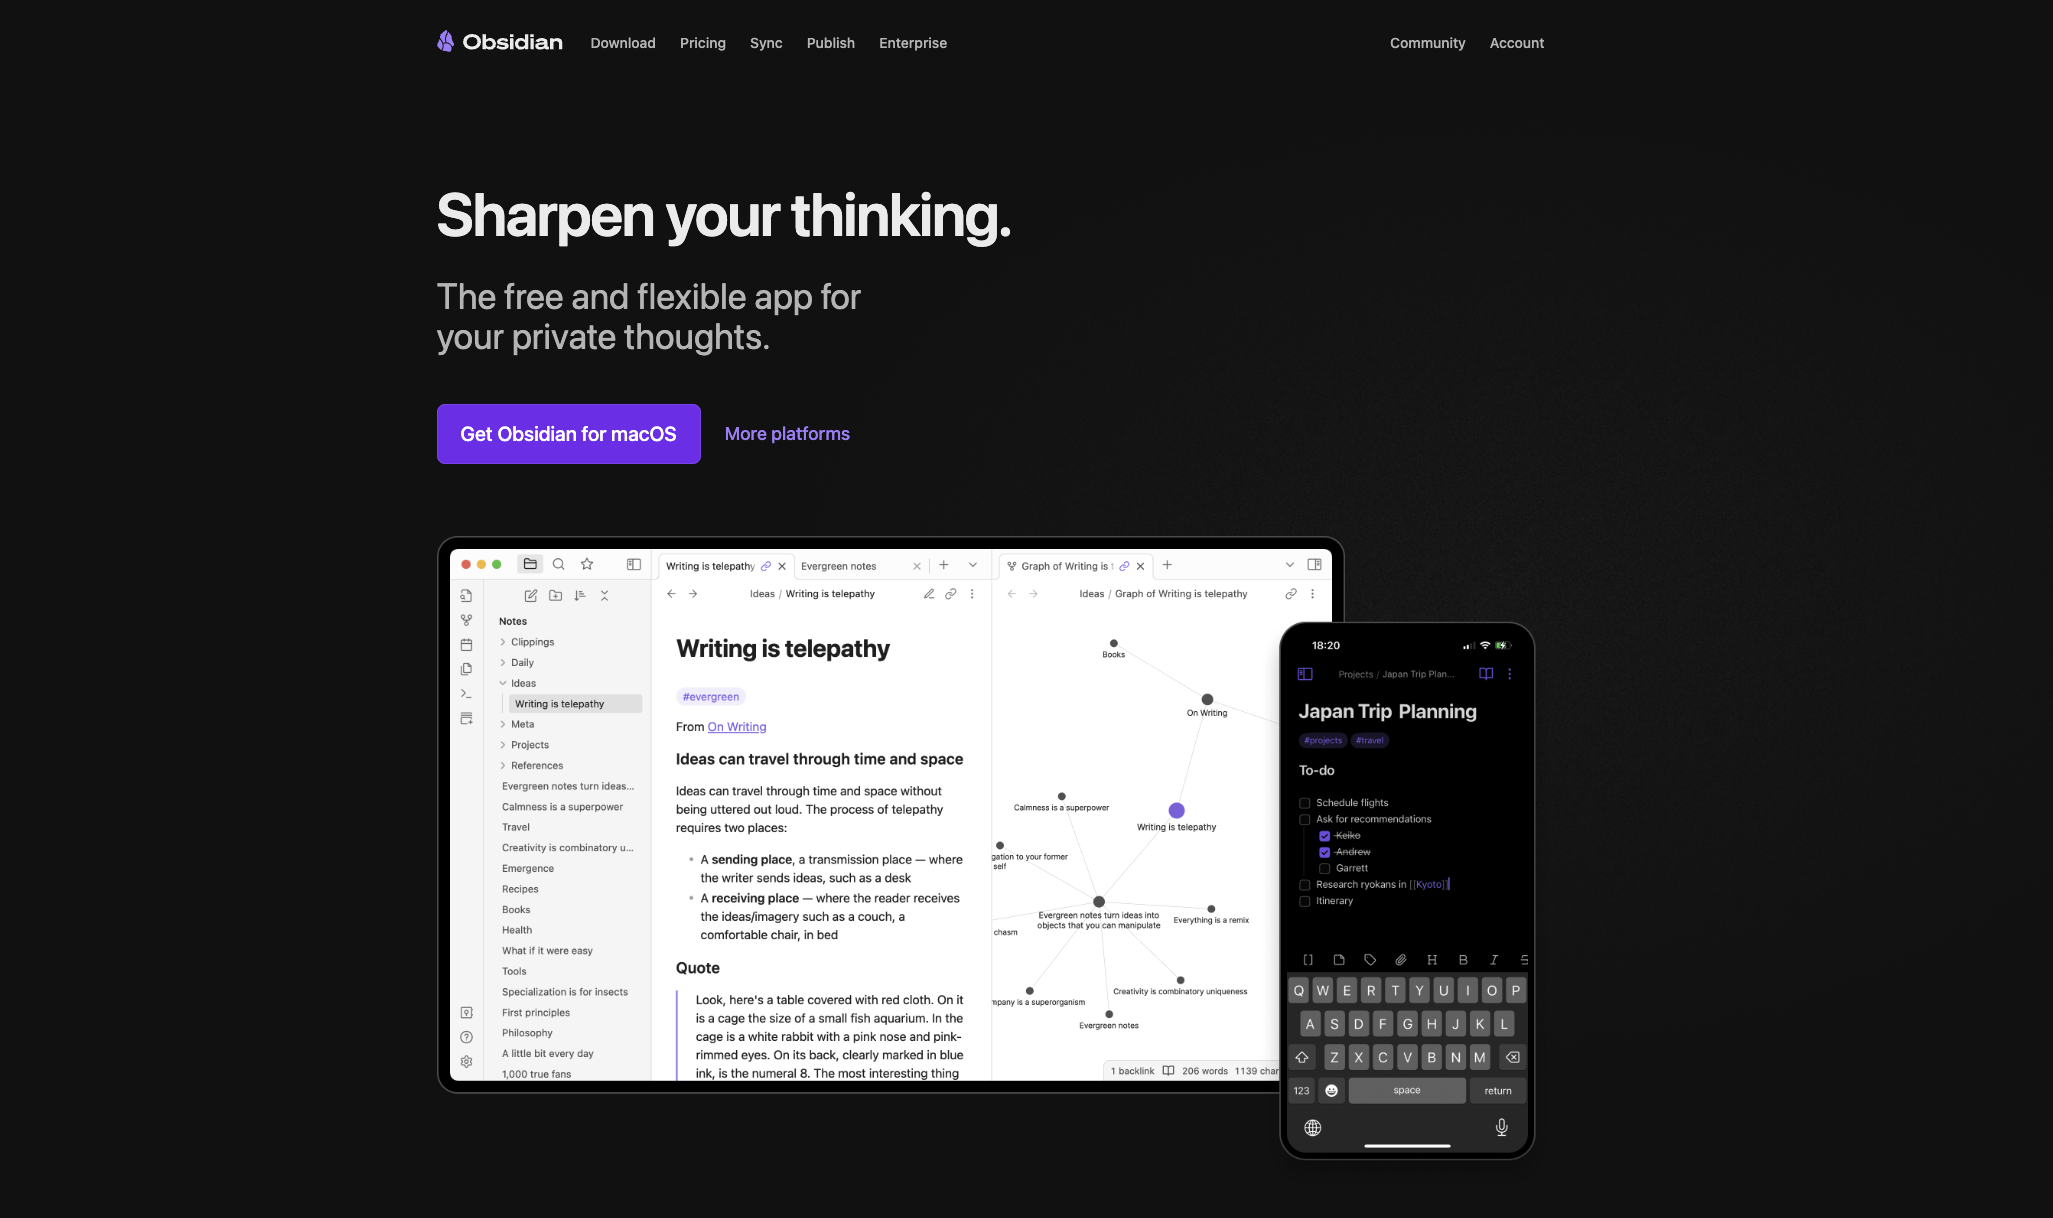 Obsidian
Download
Pricing
Sync
Publish
Enterprise
Community
Account
Sharpen your thinking.
The free and flexible app for
your private thoughts.
Get Obsidian for macOS
More platforms
Writing is telepathy
Evergreen notes
Ideas / Writing is telepathy
Notes
Clippings
Daily
Ideas
Writing is telepathy
Meta
Projects
References
Evergreen notes turn ideas...
Calmness is a superpower
Travel
Creativity is combinatory u...
Emergence
Recipes
Books
Health
What if it were easy
Tools
Specialization is for insects
First principles
Philosophy
A little bit every day
1,000 true fans
Writing is telepathy
#evergreen
From On Writing
Ideas can travel through time and space
Ideas can travel through time and space without
being uttered out loud. The process of telepathy
requires two places:
• A sending place, a transmission place — where
the writer sends ideas, such as a desk
• A receiving place — where the reader receives
the ideas/imagery such as a couch, a
comfortable chair, in bed
Quote
Look, here's a table covered with red cloth. On it
is a cage the size of a small fish aquarium. In the
cage is a white rabbit with a pink nose and pink-
rimmed eyes. On its back, clearly marked in blue
ink, is the numeral 8. The most interesting thing
Graph of Writing is
Ideas / Graph of Writing is telepathy
Books
On Writing
Calmness is a superpower
Writing is telepathy
gation to your former
self
Evergreen notes turn ideas into
objects that you can manipulate
Everything is a remix
chasm
Creativity is combinatory uniqueness
mpany is a superorganism
Evergreen notes
1 backlink
206 words
1139 char
18:20
Projects / Japan Trip Plan...
Japan Trip Planning
#projects #travel
To-do
Schedule flights
Ask for recommendations
Keiko
Andrew
Garrett
Research ryokans in [[Kyoto]]
Itinerary
[] H B I S
Q W E R T Y U I O P
A S D F G H J K L
Z X C V B N M
123 space return